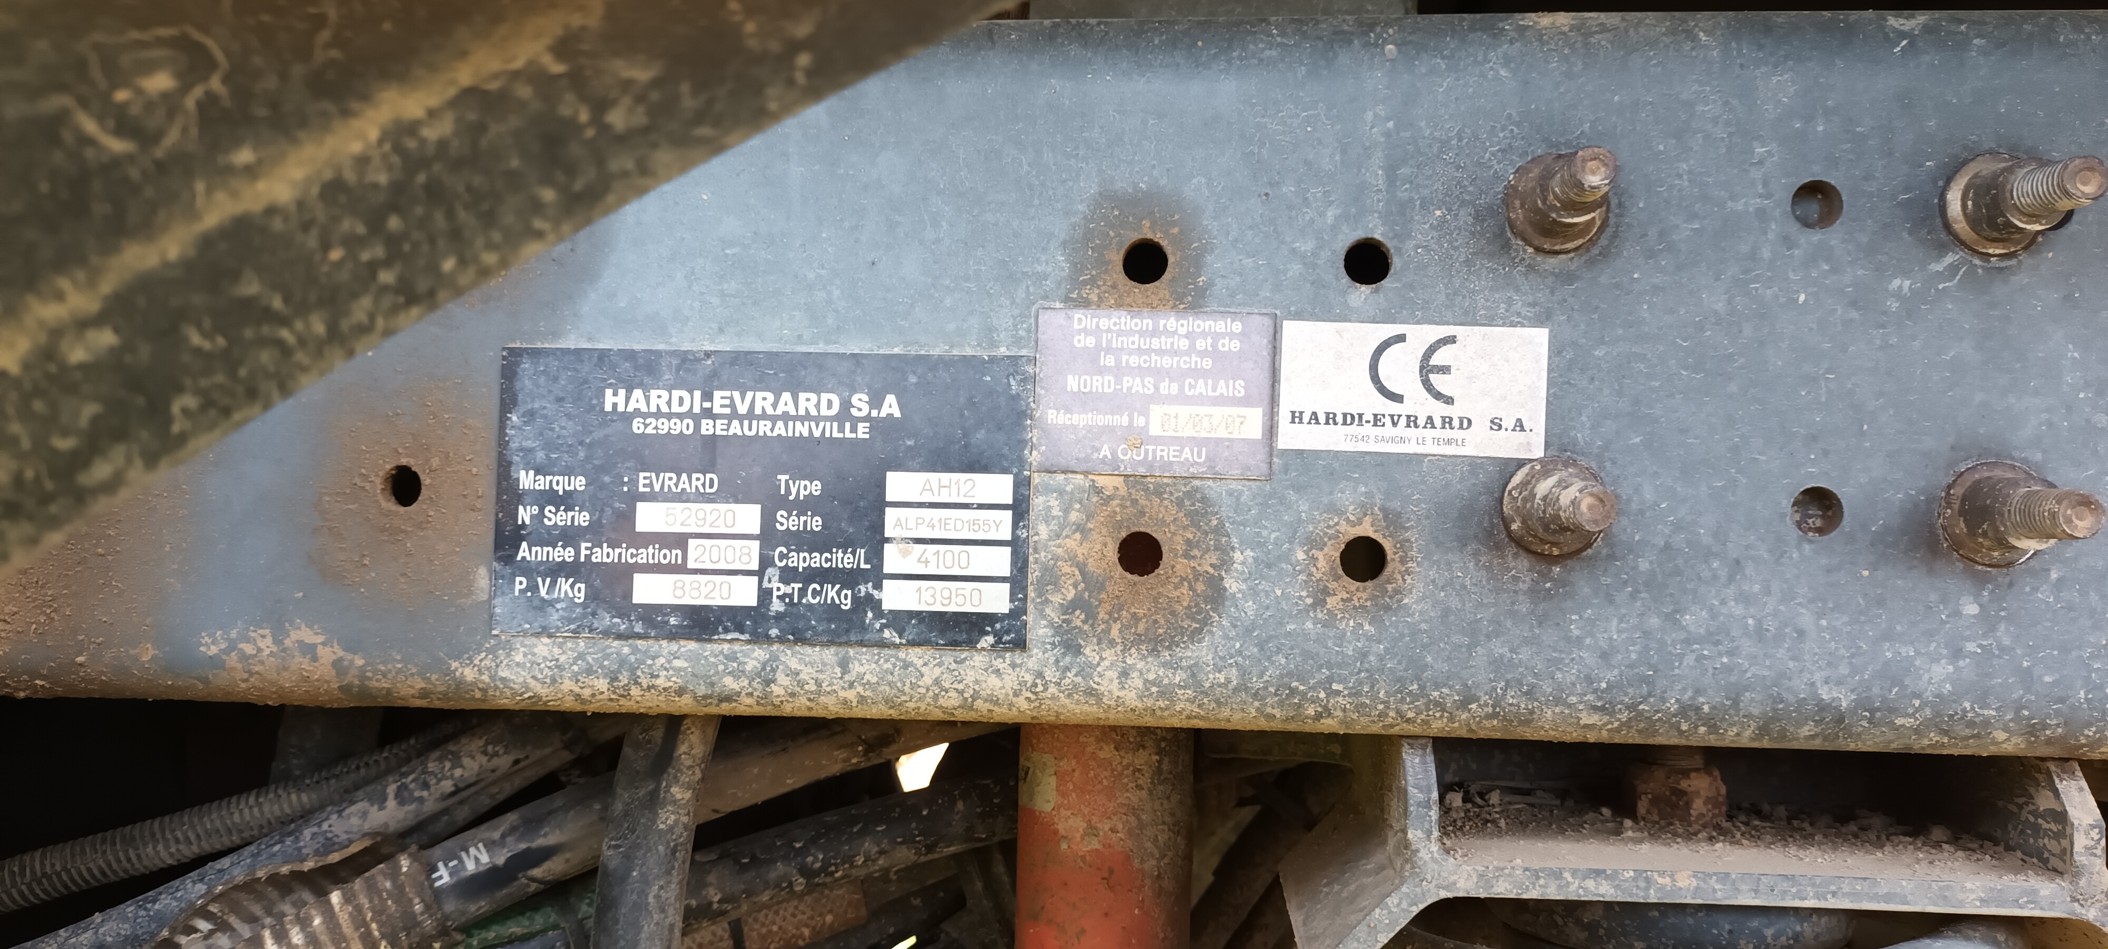 HARDI-EVRARD S.A
62990 BEAURAINVILLE
Marque : EVRARD Type AH12
N° Série 52920 Série ALP41ED155Y
Année Fabrication 2008 Capacité/L 4100
P. V /Kg 8820 P.T.C/Kg 13950
Direction régionale
de l'Industrie et de
la recherche
NORD-PAS de CALAIS
Réceptionné le 01/03/07
A OUTREAU
CE
HARDI-EVRARD S.A.
77542 SAVIGNY LE TEMPLE
M-F